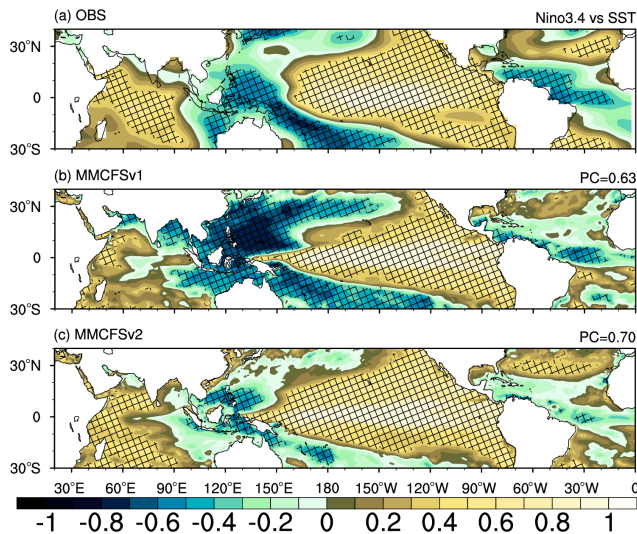 (a) OBS Nino3.4 vs SST
30°N
0
30°S
(b) MMCFSv1 PC=0.63
30°N
0
30°S
(c) MMCFSv2 PC=0.70
30°N
0
30°S
30°E 60°E 90°E 120°E 150°E 180 150°W 120°W 90°W 60°W 30°W 0
-1 -0.8 -0.6 -0.4 -0.2 0 0.2 0.4 0.6 0.8 1